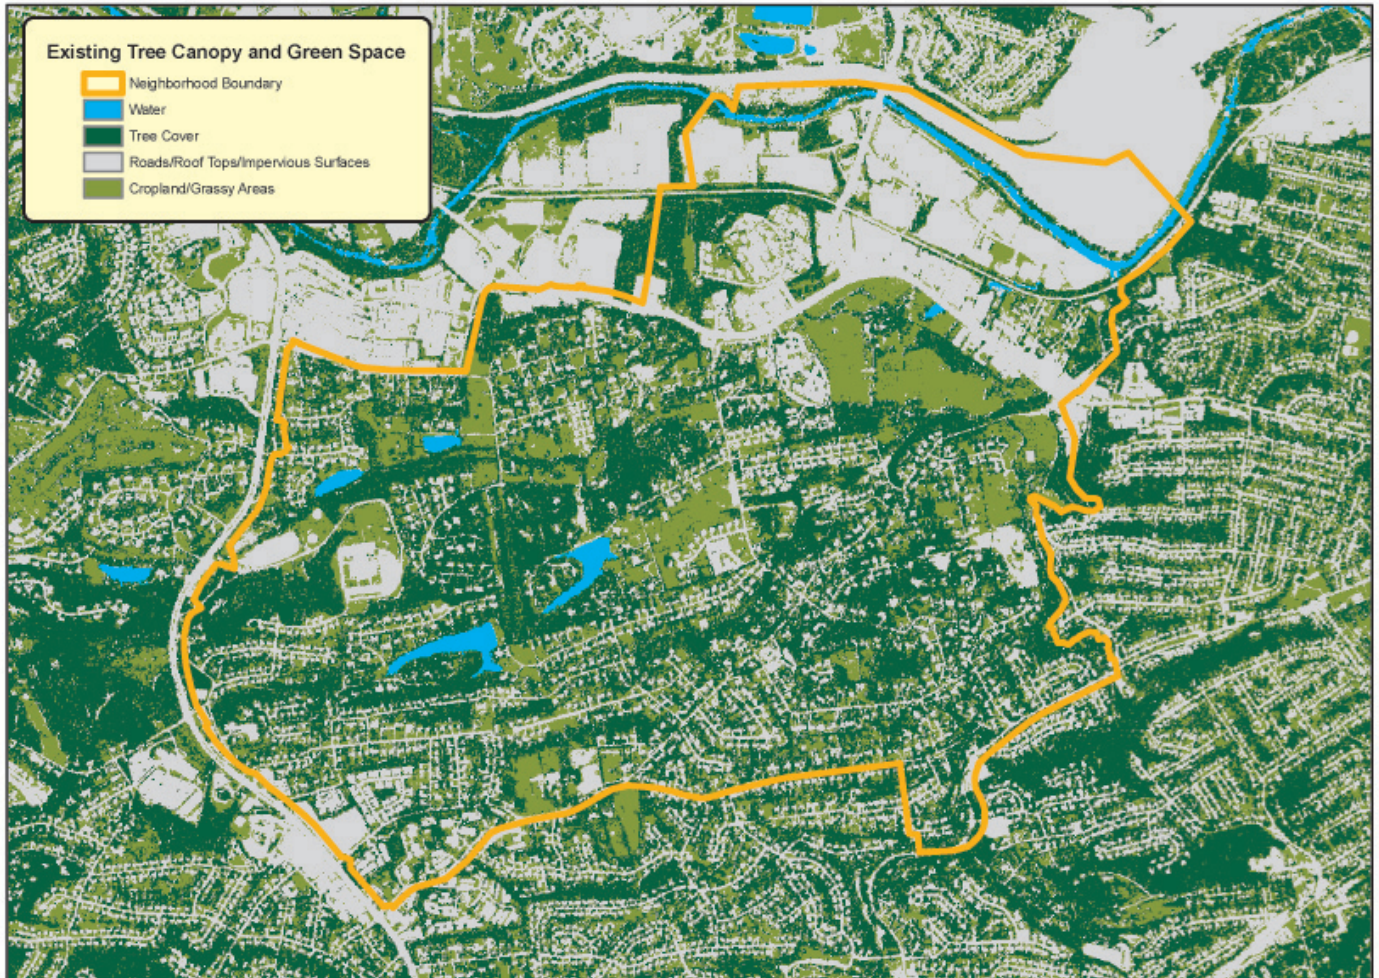 Existing Tree Canopy and Green Space
Neighborhood Boundary
Water
Tree Cover
Roads/Roof Tops/Impervious Surfaces
Cropland/Grassy Areas